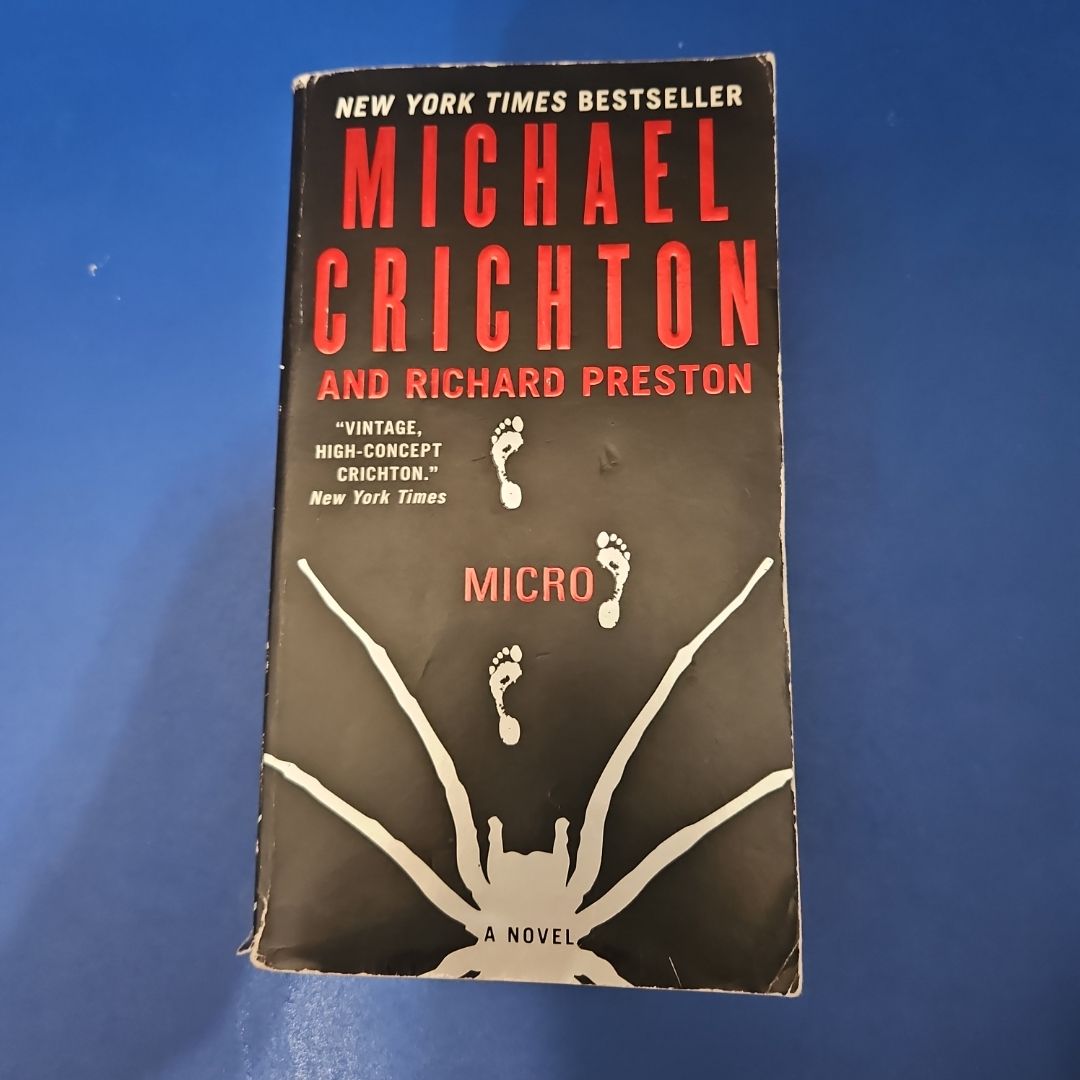 NEW YORK TIMES BESTSELLER
MICHAEL
CRICHTON
AND RICHARD PRESTON
“VINTAGE,
HIGH-CONCEPT
CRICHTON.”
New York Times
MICRO
A NOVEL